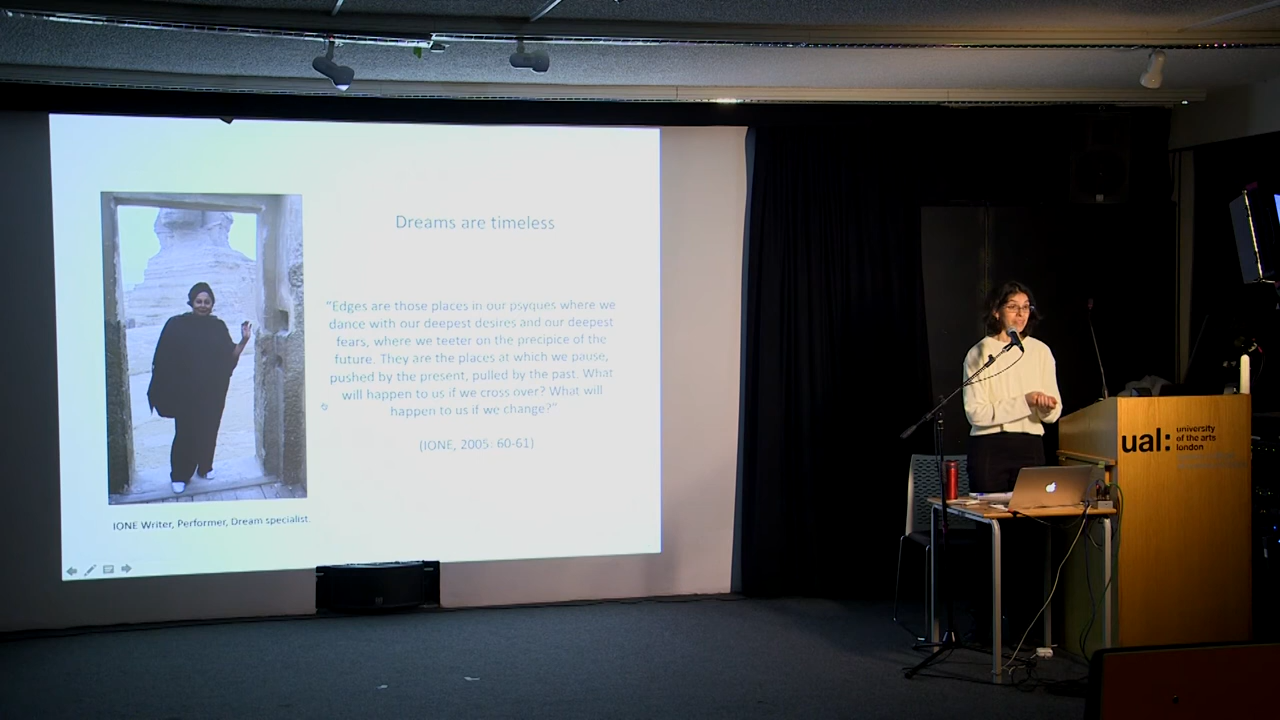 Dreams are timeless
"Edges are those places in our psyques where we
dance with our deepest desires and our deepest
fears, where we teeter on the precipice of the
future. They are the places at which we pause,
pushed by the present, pulled by the past. What
will happen to us if we cross over? What will
happen to us if we change?"
(IONE, 2005: 60-61)
IONE Writer, Performer, Dream specialist.
ual: university
of the arts
london